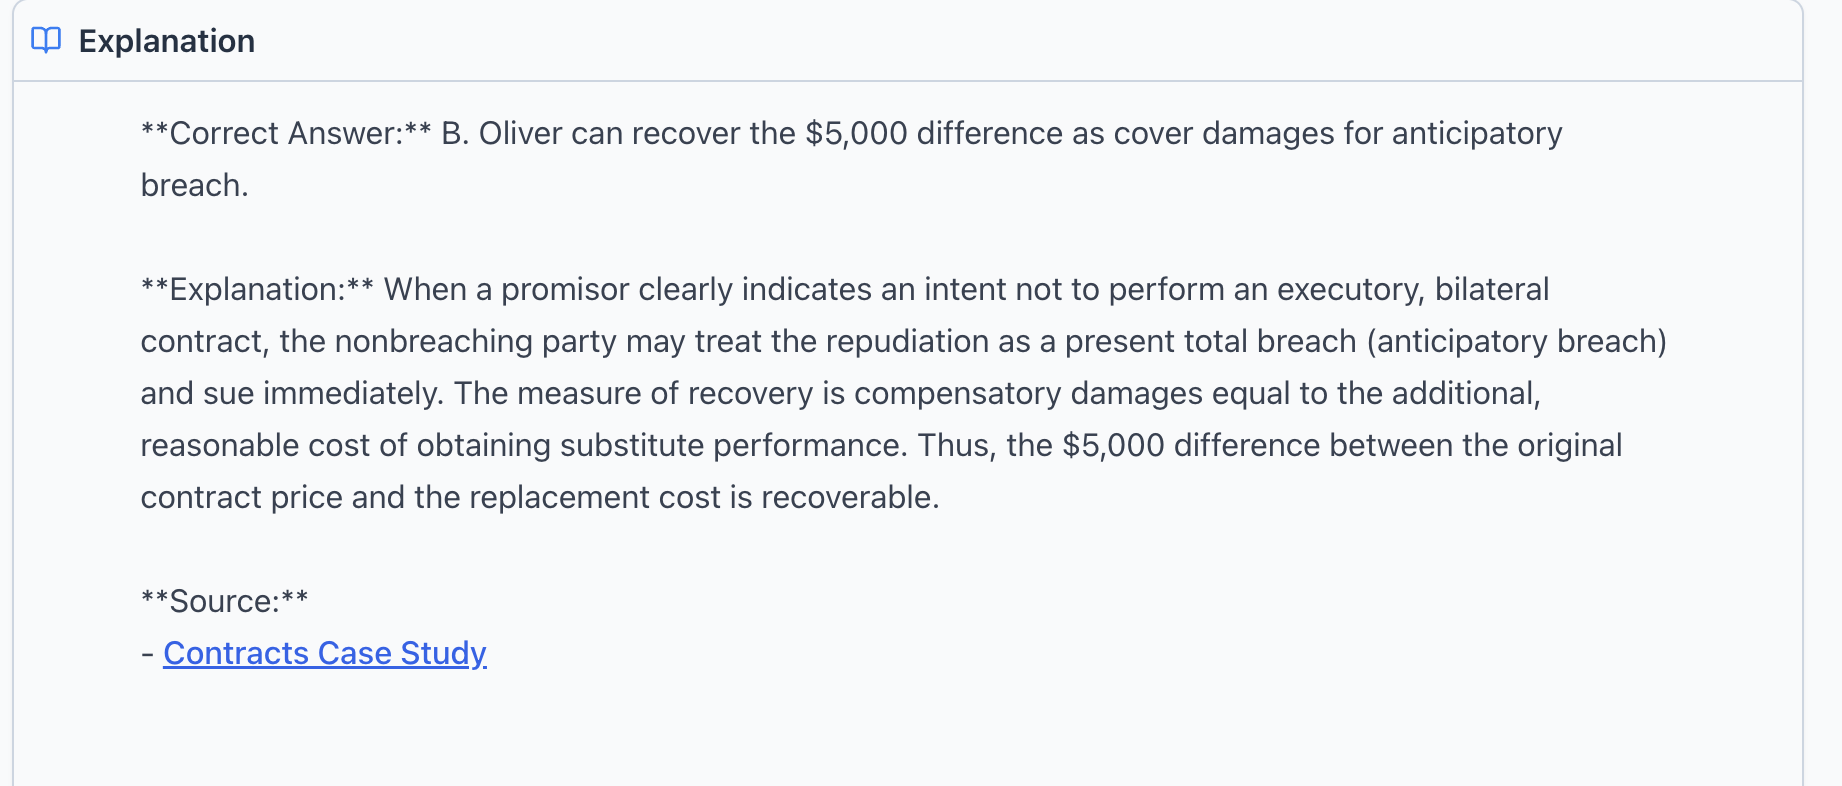 Explanation
**Correct Answer:** B. Oliver can recover the $5,000 difference as cover damages for anticipatory
breach.
**Explanation:** When a promisor clearly indicates an intent not to perform an executory, bilateral
contract, the nonbreaching party may treat the repudiation as a present total breach (anticipatory breach)
and sue immediately. The measure of recovery is compensatory damages equal to the additional,
reasonable cost of obtaining substitute performance. Thus, the $5,000 difference between the original
contract price and the replacement cost is recoverable.
**Source:**
- Contracts Case Study